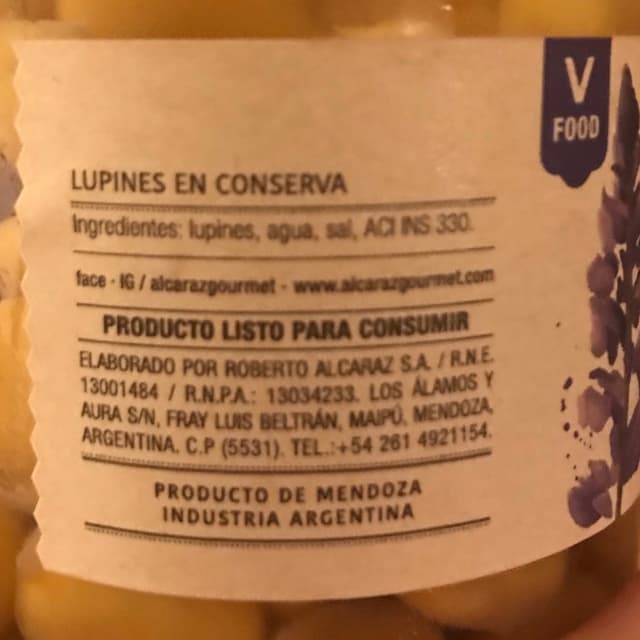 V
FOOD
LUPINES EN CONSERVA
Ingredientes: lupines, agua, sal, ACI INS 330.
face - IG / alcarazgourmet - www.alcarazgourmet.com
PRODUCTO LISTO PARA CONSUMIR
ELABORADO POR ROBERTO ALCARAZ S.A. / R.N.E.
13001484 / R.N.P.A.: 13034233. LOS ÁLAMOS Y
AURA S/N, FRAY LUIS BELTRÁN, MAIPÚ, MENDOZA,
ARGENTINA. C.P (5531). TEL.:+54 261 4921154.
PRODUCTO DE MENDOZA
INDUSTRIA ARGENTINA